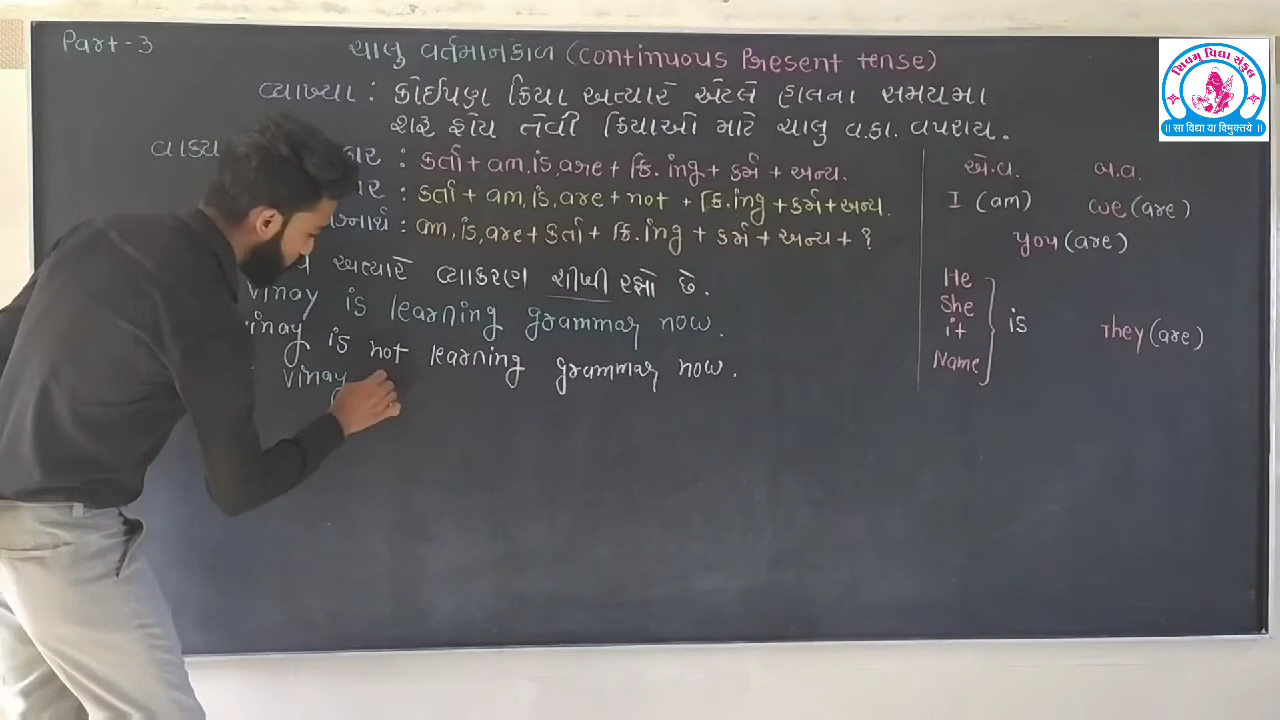 Part-3
ચાલુ વર્તમાનકાળ (continuous Present tense)
વ્યાખ્યા : કોઈપણ ક્રિયા અત્યારે એટલે હાલના સમયમા
શરૂ હોય તેવી ક્રિયાઓ માટે ચાલુ વ.કા. વપરાય.
વાક્ય કાર : કર્તા + am, is, are + ક્રિ. ing + કર્મ + અન્ય.
કાર : કર્તા + am, is, are + not + ક્રિ.ing + કર્મ + અન્ય.
પ્રશ્નાર્થ : am, is, are + કર્તા + ક્રિ. ing + કર્મ + અન્ય + ?
અત્યારે વ્યાકરણ શીખી રહ્યો છે.
vinay is learning grammar now.
vinay is not learning grammar now.
vinay
એ.વ. બ.વ.
I (am) we (are)
you (are)
He
She
it
Name
is They (are)
શિવમ્ વિદ્યા સંકુલ
|| सा विद्या या विमुक्तये ||